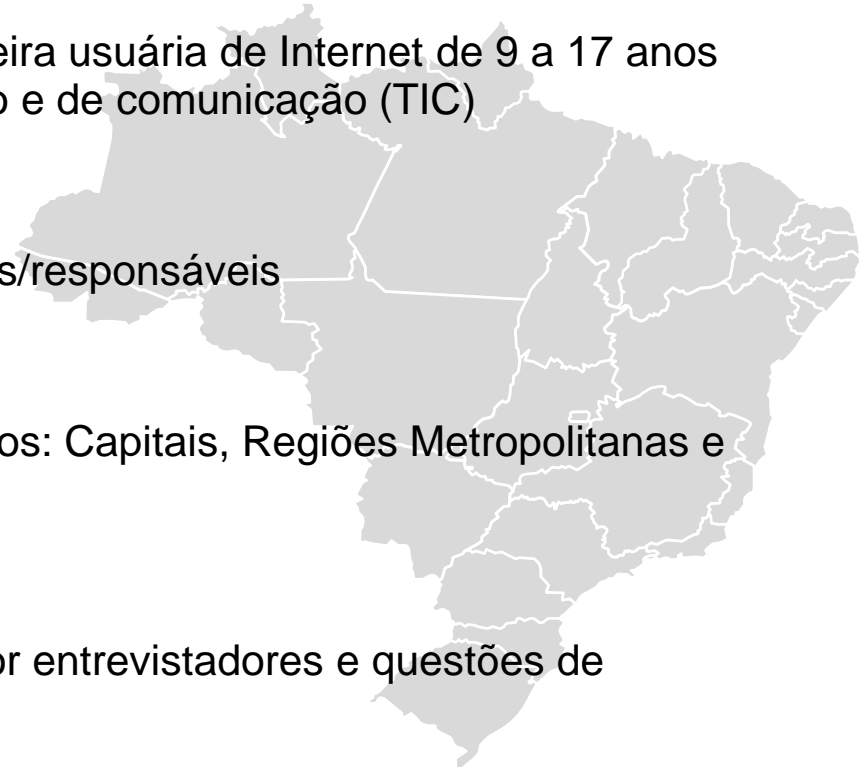 eira usuária de Internet de 9 a 17 anos
o e de comunicação (TIC)
s/responsáveis
os: Capitais, Regiões Metropolitanas e
or entrevistadores e questões de